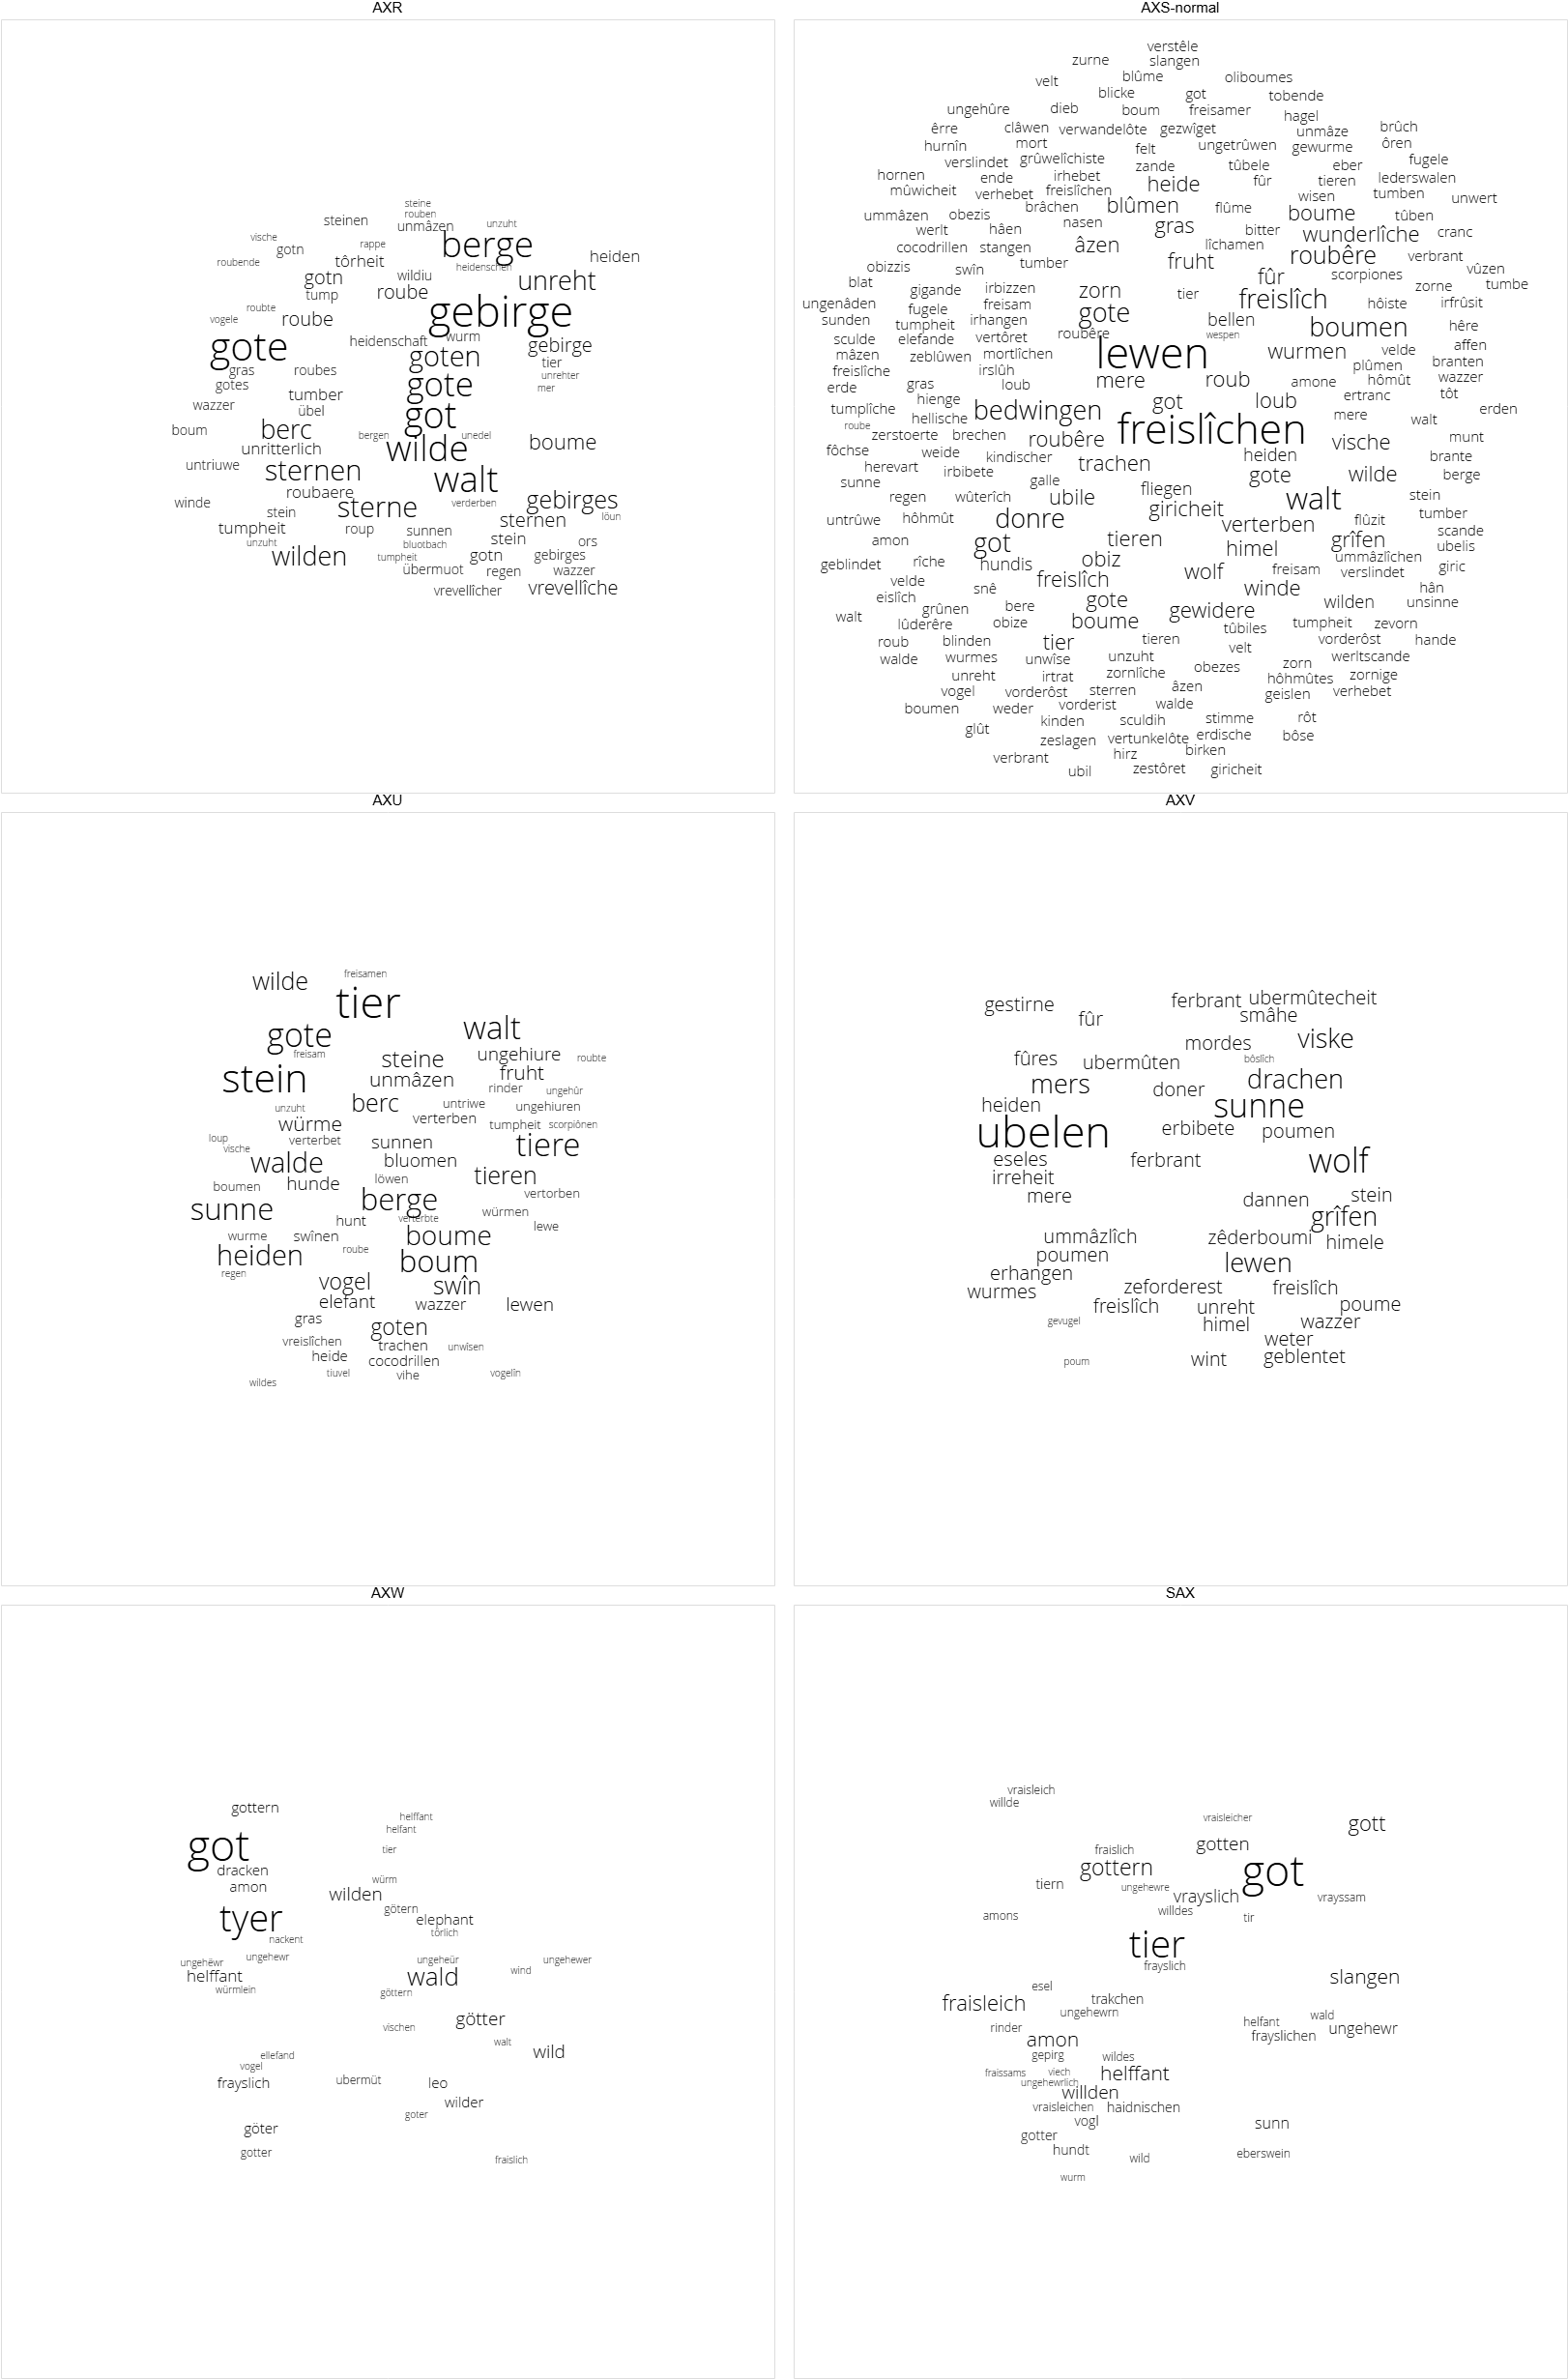 AXR
steine
rouben
steinen
unmâzen
unzuht
vische
berge
rappe
gotn
heiden
roubende
tôrheit
heidenschen
gotn
wildiu
unreht
tump
roube
roubte
gebirge
vogele
roube
wurm
heidenschaft
gebirge
gote
goten
tier
gras
roubes
unrehter
gotes
gote
mer
tumber
wazzer
übel
got
boum
berc
bergen
unedel
boume
unritterlich
wilde
untriuwe
sternen
walt
roubaere
winde
sterne
verderben
gebirges
stein
sternen
löun
tumpheit
roup
sunnen
stein
ors
unzuht
bluotbach
wilden
tumpheit
gotn
gebirges
übermuot
regen
wazzer
vrevellîcher
vrevellîche
AXS-normal
verstêle
zurne
slangen
velt
blûme
oliboumes
blicke
got
tobende
ungehûre
dieb
boum
freisamer
hagel
êrre
clâwen
verwandelôte
gezwîget
unmâze
brûch
hurnîn
mort
felt
ungetrûwen
gewurme
ôren
verslindet
grûwelîchiste
zande
tûbele
eber
fugele
hornen
ende
irhebet
heide
fûr
tieren
lederswalen
mûwicheit
verhebet
freislîchen
wisen
tumben
unwert
brâchen
blûmen
flûme
boume
tûben
ummâzen
obezis
nasen
gras
bitter
wunderlîche
cranc
werlt
hâen
âzen
lîchamen
cocodrillen
stangen
fruht
roubêre
verbrant
obizzis
swîn
tumber
fûr
scorpiones
vûzen
blat
gigande
irbizzen
zorn
tier
freislîch
zorne
tumbe
ungenâden
fugele
freisam
gote
hôiste
irfrûsit
sunden
tumpheit
irhangen
bellen
boumen
hêre
sculde
elefande
vertôret
roubêre
wespen
affen
mâzen
zeblûwen
mortlîchen
lewen
wurmen
velde
branten
freislîche
irslûh
plûmen
wazzer
erde
gras
loub
mere
roub
amone
hômût
tôt
hienge
got
loub
ertranc
tumplîche
hellische
bedwingen
mere
walt
erden
roube
zerstoerte
brechen
roubêre
freislîchen
vische
munt
fôchse
weide
kindischer
trachen
heiden
brante
herevart
irbibete
gote
wilde
berge
sunne
galle
fliegen
regen
wûterîch
ubile
giricheit
walt
stein
untrûwe
hôhmût
donre
verterben
flûzit
tumber
amon
got
tieren
himel
grîfen
scande
ubelis
geblindet
rîche
hundis
obiz
wolf
freisam
ummâzlîchen
giric
velde
snê
freislîch
winde
verslindet
hân
eislîch
grûnen
bere
gote
gewidere
wilden
unsinne
walt
lûderêre
obize
boume
tûbiles
tumpheit
zevorn
roub
blinden
tier
tieren
velt
vorderôst
hande
walde
wurmes
unwîse
unzuht
obezes
zorn
werltscande
unreht
irtrat
zornlîche
hôhmûtes
zornige
vogel
vorderôst
sterren
âzen
geislen
verhebet
boumen
weder
vorderist
walde
glût
kinden
sculdih
stimme
rôt
zeslagen
vertunkelôte
erdische
bôse
verbrant
hirz
birken
ubil
zestôret
giricheit
AXU
wilde
freisamen
tier
gote
walt
freisam
steine
ungehiure
roubte
stein
unmâzen
fruht
rinder
ungehûr
unzuht
berc
untriwe
ungehiuren
würme
verterben
tumpheit
scorpiônen
loup
verterbet
sunnen
tiere
vische
walde
bluomen
boumen
hunde
löwen
tieren
sunne
berge
vertorben
hunt
verterbte
würmen
wurme
swînen
boume
lewe
heiden
roube
boum
regen
vogel
swîn
elefant
wazzer
lewen
gras
goten
vreislîchen
trachen
unwîsen
heide
cocodrillen
wildes
tiuvel
vihe
vogelîn
AXV
gestirne
ferbrant
ubermûtecheit
fûr
smâhe
mordes
viske
fûres
ubermûten
bôslîch
mers
doner
drachen
heiden
sunne
ubelen
erbibete
poumen
eseles
ferbrant
wolf
irreheit
mere
dannen
stein
grîfen
ummâzlîch
zêderboumi
himele
poumen
lewen
erhangen
zeforderest
freislîch
wurmes
freislîch
unreht
poume
gevugel
himel
wazzer
weter
poum
wint
geblentet
AXW
gottern
helffant
got
helfant
tier
dracken
amon
würm
wilden
tyer
götern
elephant
törlich
nackent
ungehëwr
ungehewr
ungeheür
ungehewer
helffant
wald
wind
würmlein
göttern
vischen
götter
walt
wild
ellefand
vogel
frayslich
ubermüt
leo
wilder
goter
göter
gotter
fraislich
SAX
vraisleich
willde
vraisleicher
gott
fraislich
gotten
gottern
got
tiern
ungehewre
vrayslich
vrayssam
willdes
amons
tir
tier
frayslich
slangen
esel
fraisleich
trakchen
ungehewrn
rinder
helfant
wald
amon
frayslichen
ungehewr
gepirg
wildes
fraissams
viech
helffant
ungehewrlich
willden
vraisleichen
haidnischen
vogl
sunn
gotter
hundt
wild
eberswein
wurm